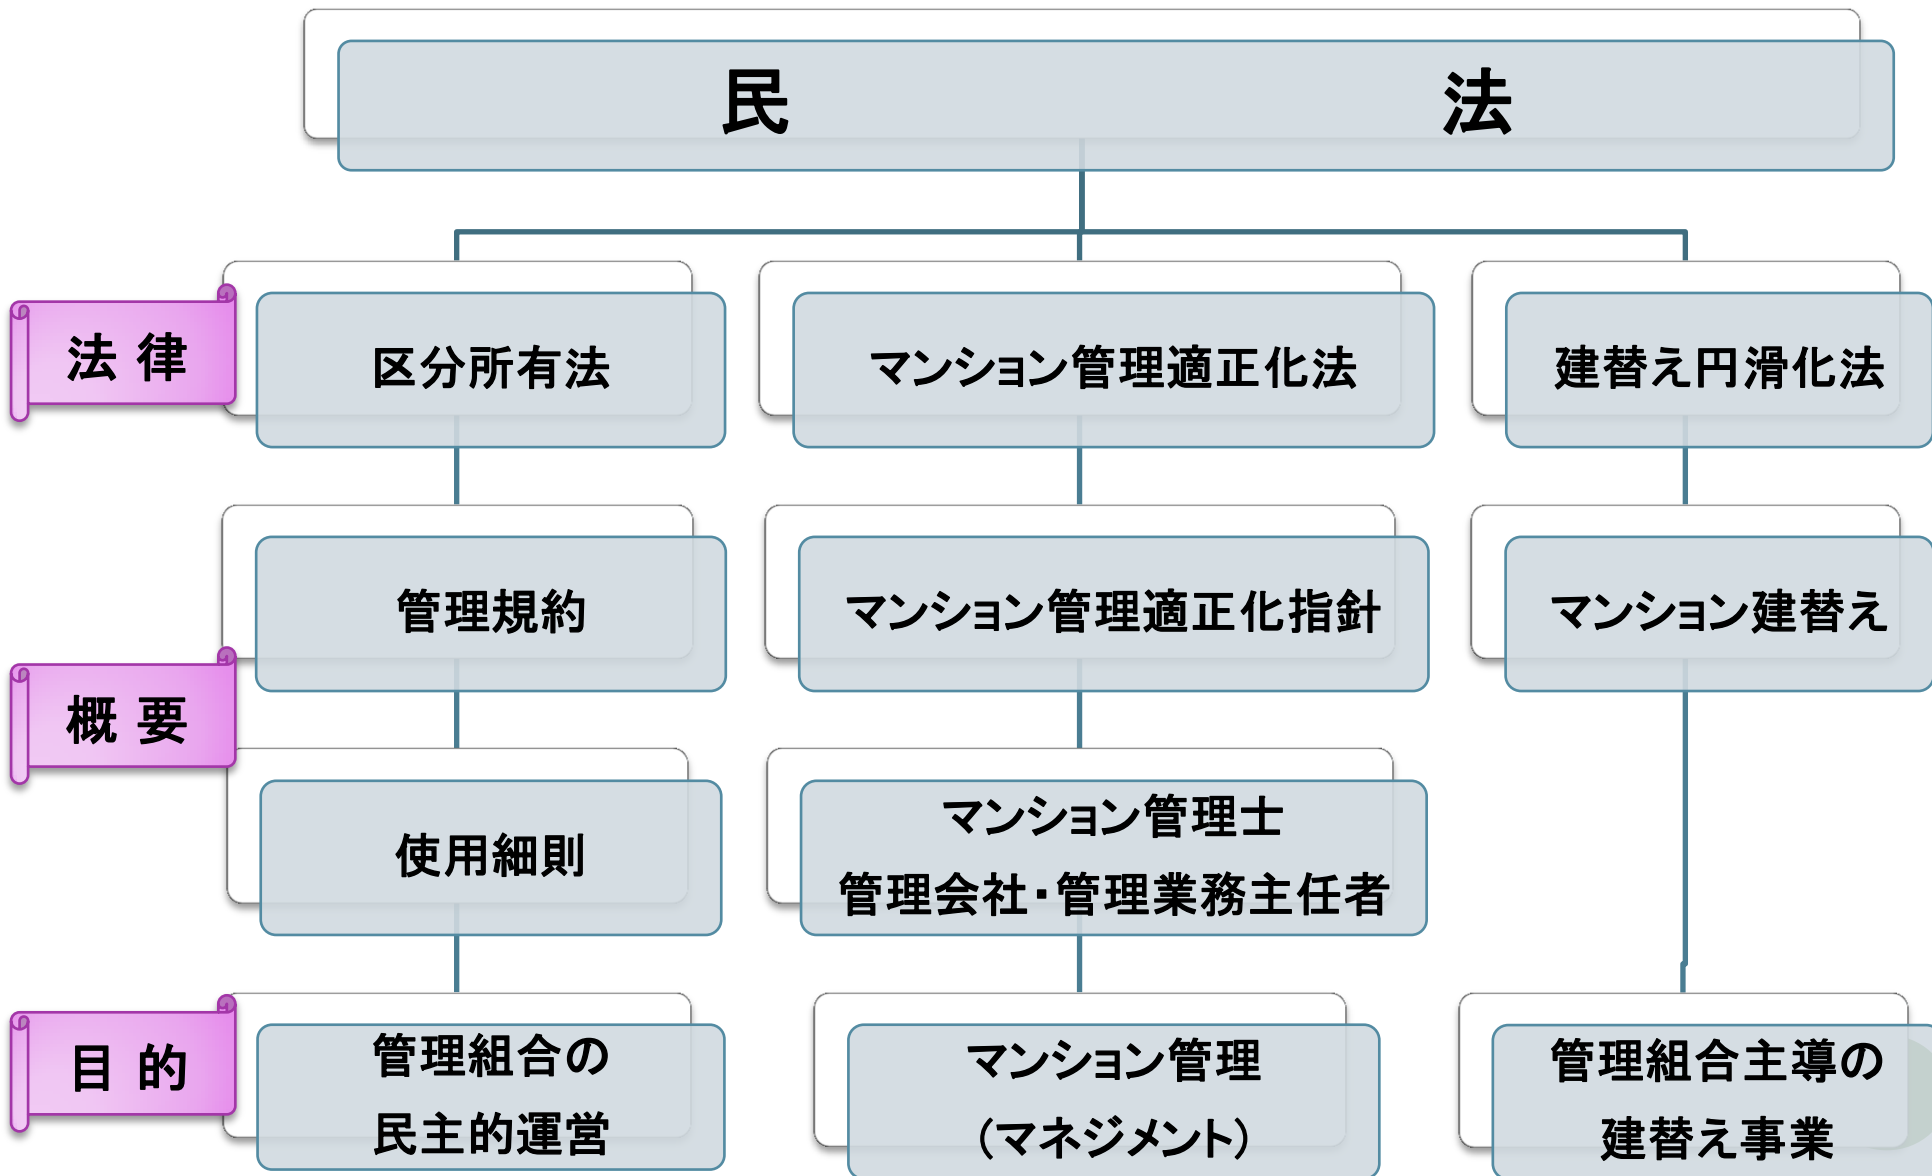 民 法
法 律
区分所有法
マンション管理適正化法
建替え円滑化法
概 要
管理規約
マンション管理適正化指針
マンション建替え
使用細則
マンション管理士
管理会社・管理業務主任者
目 的
管理組合の
民主的運営
マンション管理
(マネジメント)
管理組合主導の
建替え事業